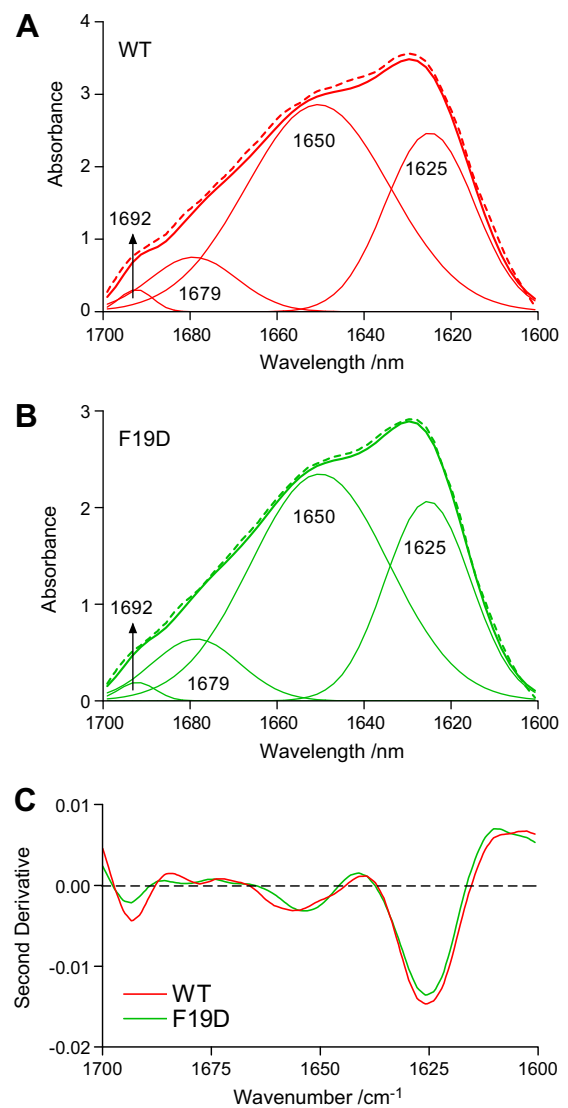 A
WT
Absorbance
4
3
2
1
0
1692
1679
1650
1625
1700 1680 1660 1640 1620 1600
Wavelength /nm
B
F19D
Absorbance
3
2
1
0
1692
1679
1650
1625
1700 1680 1660 1640 1620 1600
Wavelength /nm
C
Second Derivative
0.01
0.00
-0.01
-0.02
WT
F19D
1700 1675 1650 1625 1600
Wavenumber /cm⁻¹